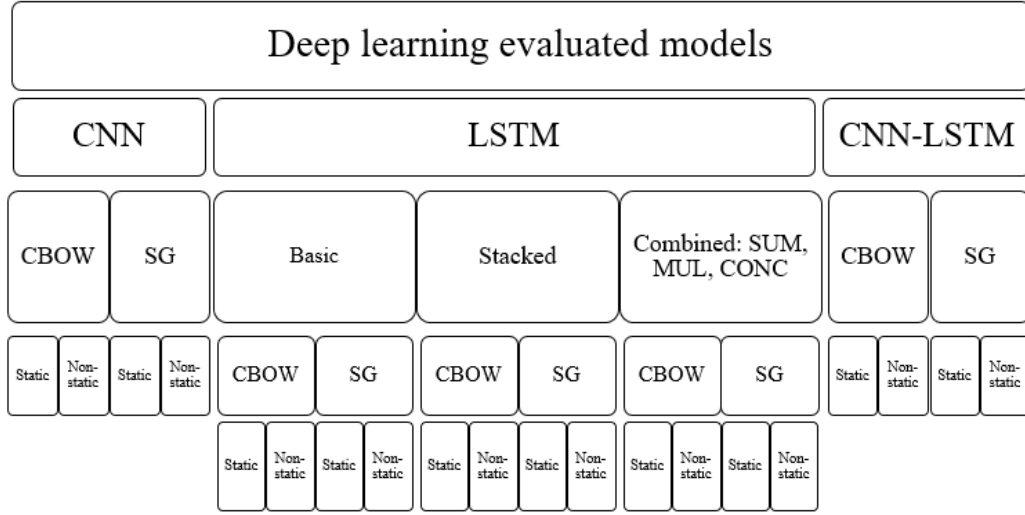 Deep learning evaluated models
CNN
LSTM
CNN-LSTM
CBOW
SG
Basic
Stacked
Combined: SUM,
MUL, CONC
CBOW
SG
Static
Non-
static
Static
Non-
static
CBOW
SG
CBOW
SG
CBOW
SG
Static
Non-
static
Static
Non-
static
Static
Non-
static
Static
Non-
static
Static
Non-
static
Static
Non-
static
Static
Non-
static
Static
Non-
static